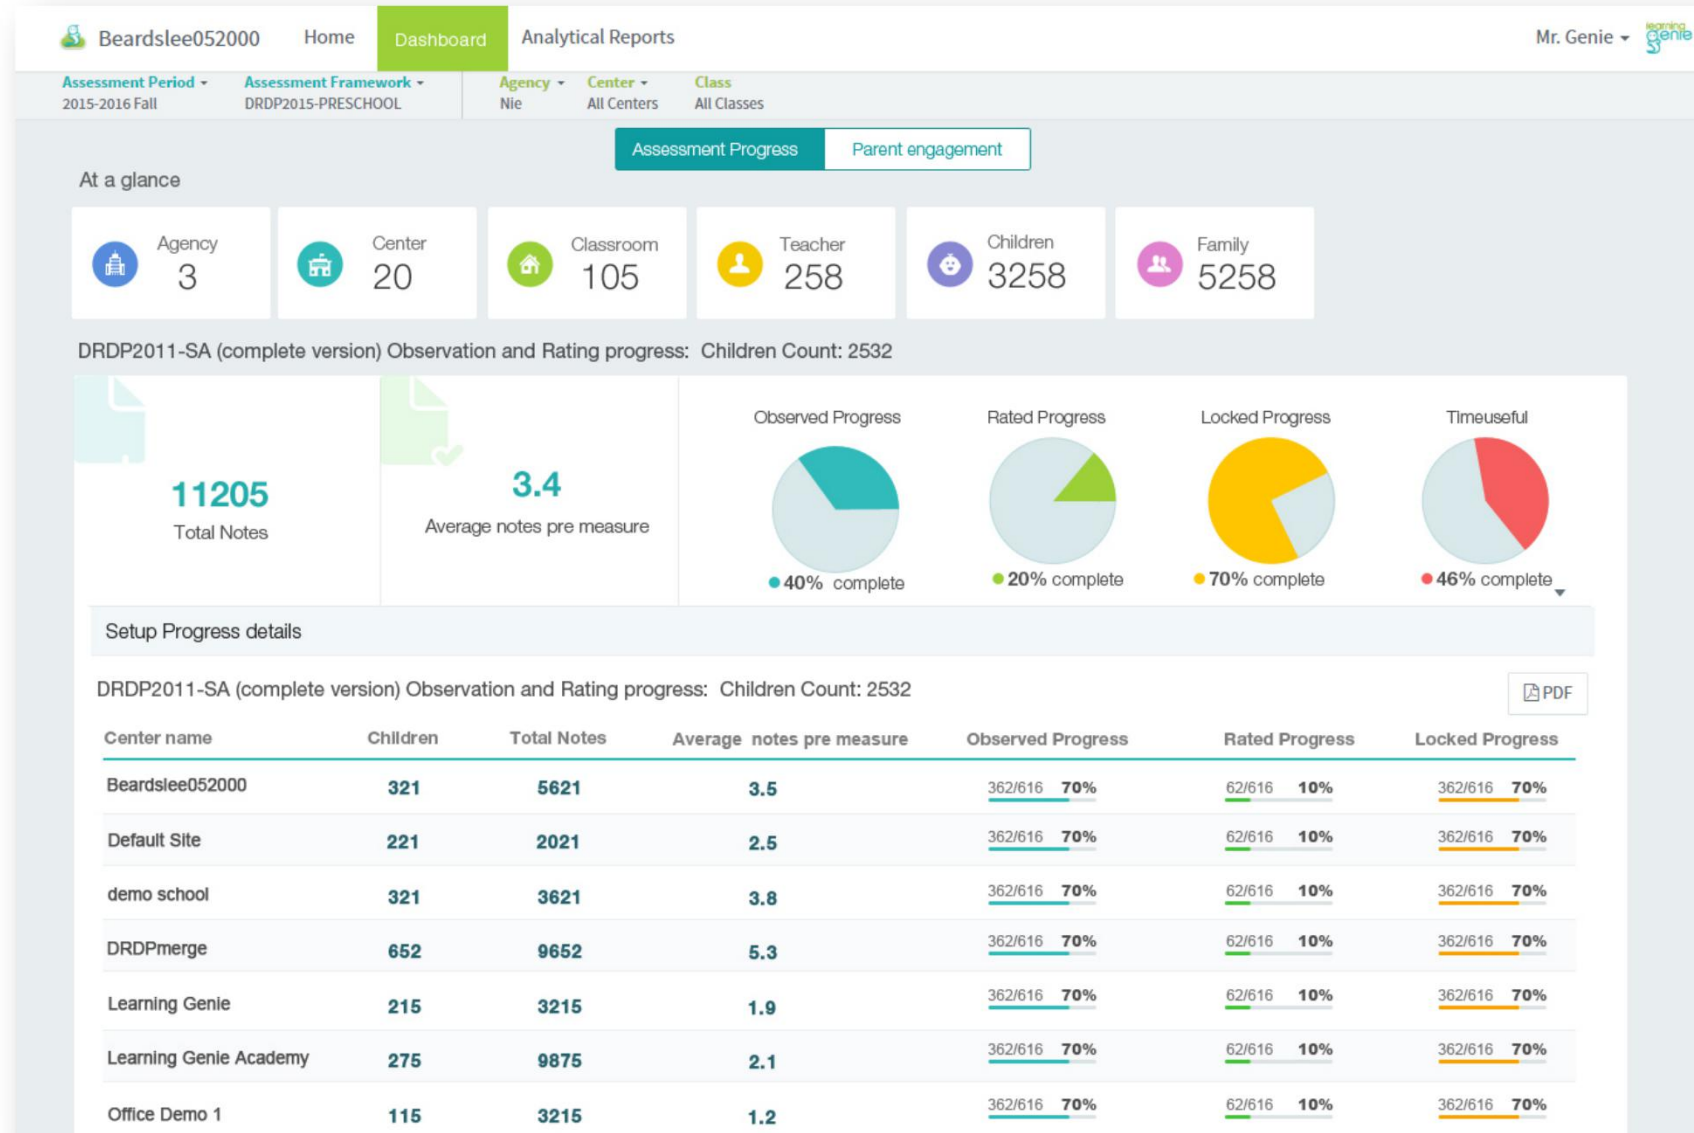 Beardslee052000 Home Dashboard Analytical Reports Mr. Genie learning Genie
Assessment Period Assessment Framework Agency Center Class
2015-2016 Fall DRDP2015-PRESCHOOL Nie All Centers All Classes
Assessment Progress Parent engagement
At a glance
Agency Center Classroom Teacher Children Family
3 20 105 258 3258 5258
DRDP2011-SA (complete version) Observation and Rating progress: Children Count: 2532
Observed Progress Rated Progress Locked Progress Timeuseful
11205 3.4
Total Notes Average notes pre measure
40% complete 20% complete 70% complete 46% complete
Setup Progress details
DRDP2011-SA (complete version) Observation and Rating progress: Children Count: 2532 PDF
Center name Children Total Notes Average notes pre measure Observed Progress Rated Progress Locked Progress
Beardslee052000 321 5621 3.5 362/616 70% 62/616 10% 362/616 70%
Default Site 221 2021 2.5 362/616 70% 62/616 10% 362/616 70%
demo school 321 3621 3.8 362/616 70% 62/616 10% 362/616 70%
DRDPmerge 652 9652 5.3 362/616 70% 62/616 10% 362/616 70%
Learning Genie 215 3215 1.9 362/616 70% 62/616 10% 362/616 70%
Learning Genie Academy 275 9875 2.1 362/616 70% 62/616 10% 362/616 70%
Office Demo 1 115 3215 1.2 362/616 70% 62/616 10% 362/616 70%